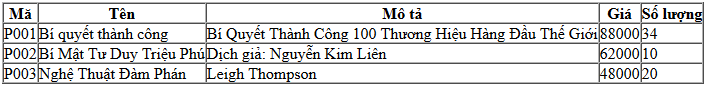 Mã Tên Mô tả Giá Số lượng
P001 Bí quyết thành công Bí Quyết Thành Công 100 Thương Hiệu Hàng Đầu Thế Giới 88000 34
P002 Bí Mật Tư Duy Triệu Phú Dịch giả: Nguyễn Kim Liên 62000 10
P003 Nghệ Thuật Đàm Phán Leigh Thompson 48000 20